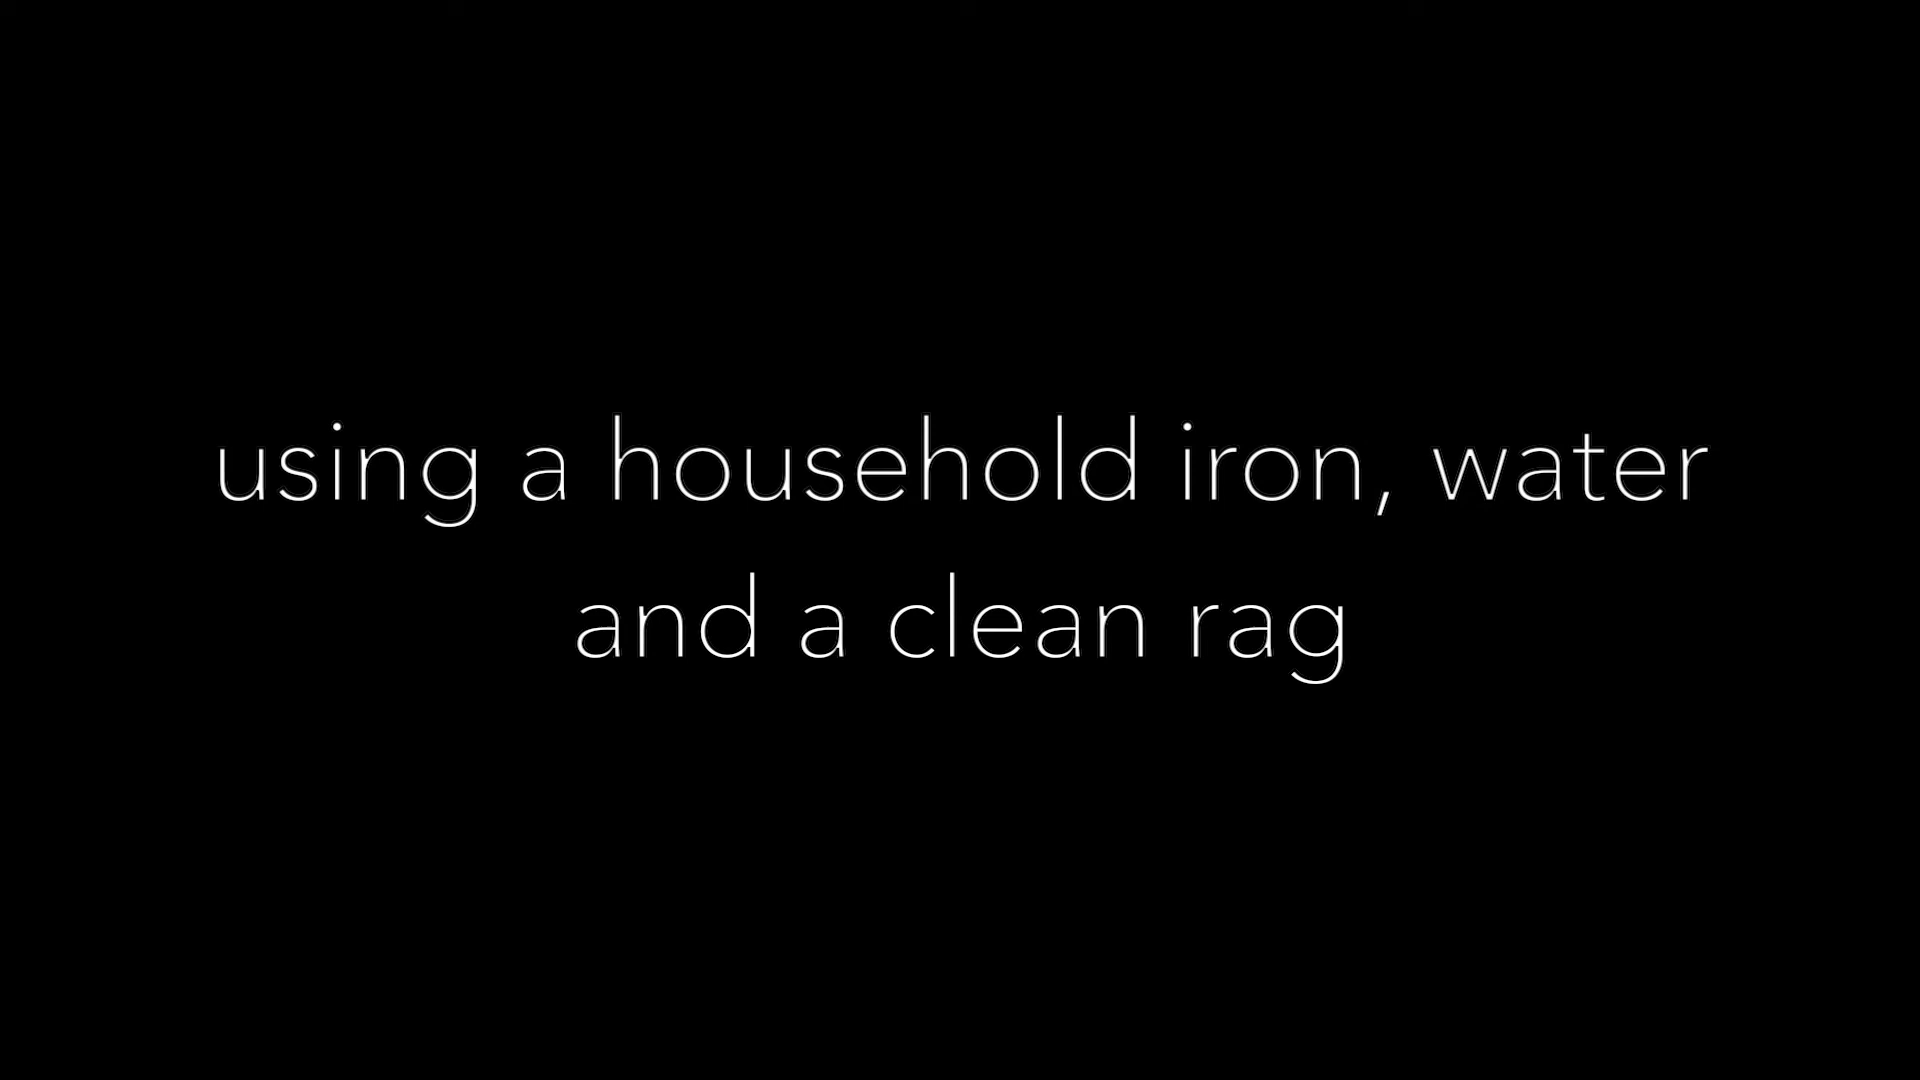 using a household iron, water
and a clean rag